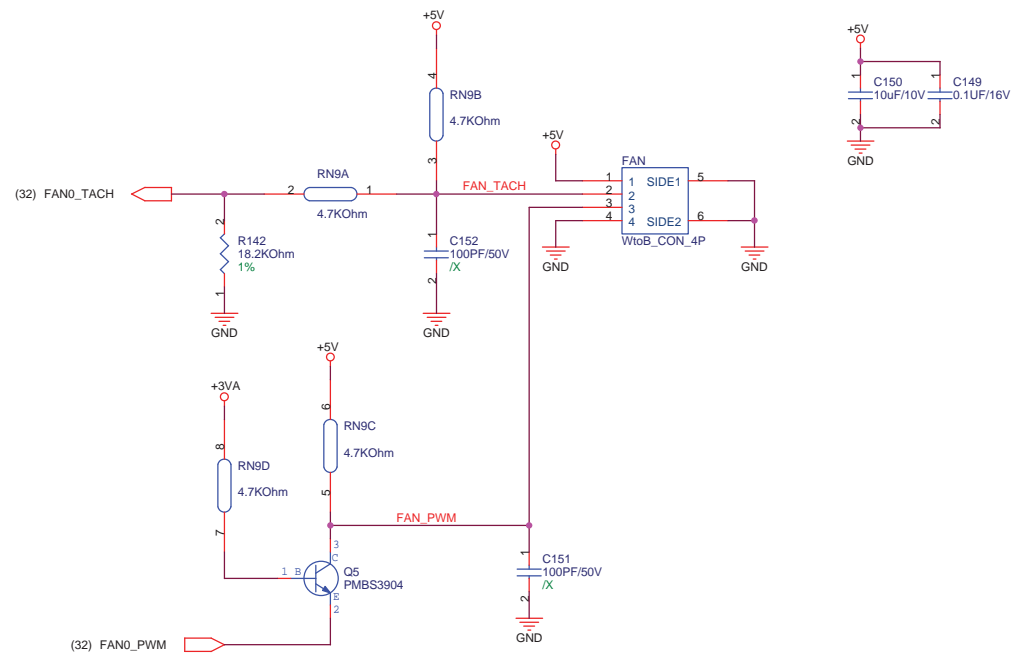 +5V
4
RN9B
4.7KOhm
3
+5V
1
C150
10uF/10V
2
GND
1
C149
0.1UF/16V
2
(32) FAN0_TACH
2
RN9A
1
4.7KOhm
FAN_TACH
+5V
FAN
1
2
3
4
1
2
3
4
SIDE1
SIDE2
5
6
WtoB_CON_4P
GND
GND
2
R142
18.2KOhm
1%
1
GND
1
C152
100PF/50V
/X
2
GND
+5V
6
RN9C
4.7KOhm
5
+3VA
8
RN9D
4.7KOhm
7
FAN_PWM
3
C
1
B
Q5
PMBS3904
E
2
1
C151
100PF/50V
/X
2
GND
(32) FAN0_PWM